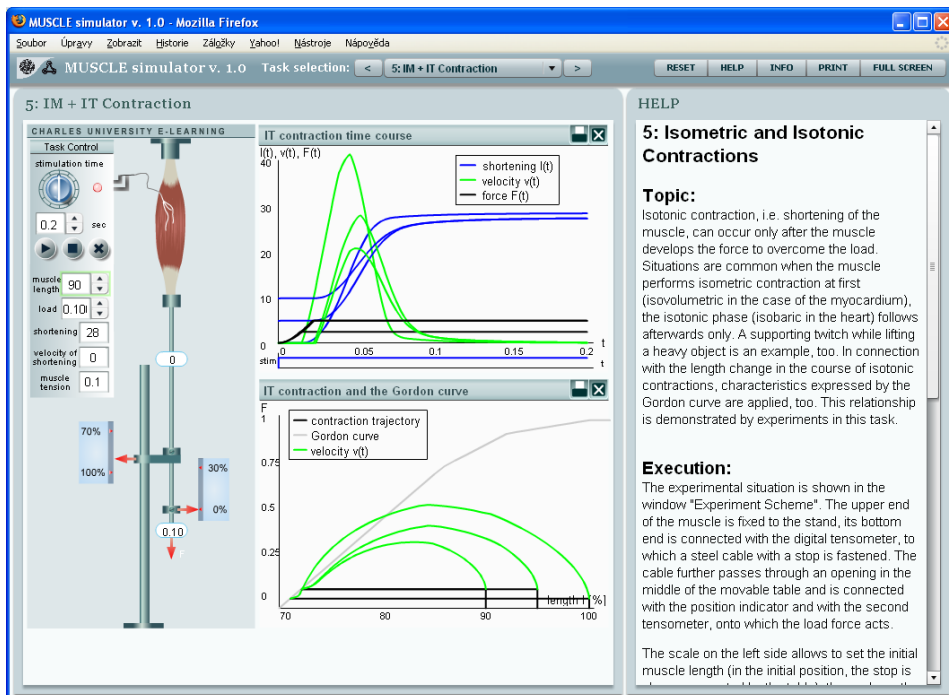 MUSCLE simulator v. 1.0 - Mozilla Firefox
Soubor Úpravy Zobrazit Historie Záložky Yahoo! Nástroje Nápověda
MUSCLE simulator v. 1.0 Task selection: < 5: IM + IT Contraction > RESET HELP INFO PRINT FULL SCREEN
5: IM + IT Contraction
CHARLES UNIVERSITY E-LEARNING
Task Control
stimulation time
0.2 sec
muscle length 90
load
shortening 28
velocity of shortening 0
muscle tension 0.1
0
70%
100%
30%
0%
0.10
IT contraction time course
l(t), v(t), F(t)
40
30
20
10
0
shortening l(t)
velocity v(t)
force F(t)
0 0.05 0.1 0.15 0.2 t
stim t
IT contraction and the Gordon curve
F
1
0.75
0.5
0.25
0
contraction trajectory
Gordon curve
velocity v(t)
length l [%]
70 80 90 100
HELP
5: Isometric and Isotonic
Contractions
Topic:
Isotonic contraction, i.e. shortening of the
muscle, can occur only after the muscle
develops the force to overcome the load.
Situations are common when the muscle
performs isometric contraction at first
(isovolumetric in the case of the myocardium),
the isotonic phase (isobaric in the heart) follows
afterwards only. A supporting twitch while lifting
a heavy object is an example, too. In connection
with the length change in the course of isotonic
contractions, characteristics expressed by the
Gordon curve are applied, too. This relationship
is demonstrated by experiments in this task.
Execution:
The experimental situation is shown in the
window "Experiment Scheme". The upper end
of the muscle is fixed to the stand, its bottom
end is connected with the digital tensometer, to
which a steel cable with a stop is fastened. The
cable further passes through an opening in the
middle of the movable table and is connected
with the position indicator and with the second
tensometer, onto which the load force acts.
The scale on the left side allows to set the initial
muscle length (in the initial position, the stop is